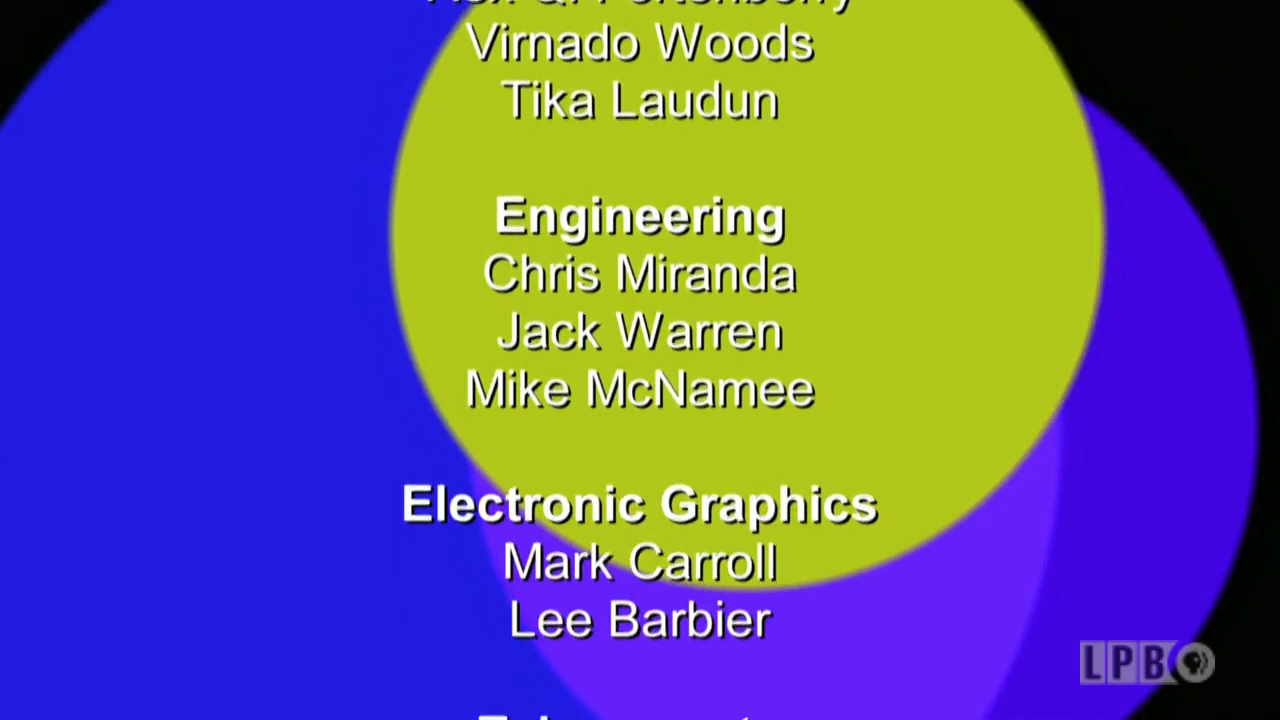 Virnado Woods
Tika Laudun
Engineering
Chris Miranda
Jack Warren
Mike McNamee
Electronic Graphics
Mark Carroll
Lee Barbier
LPB